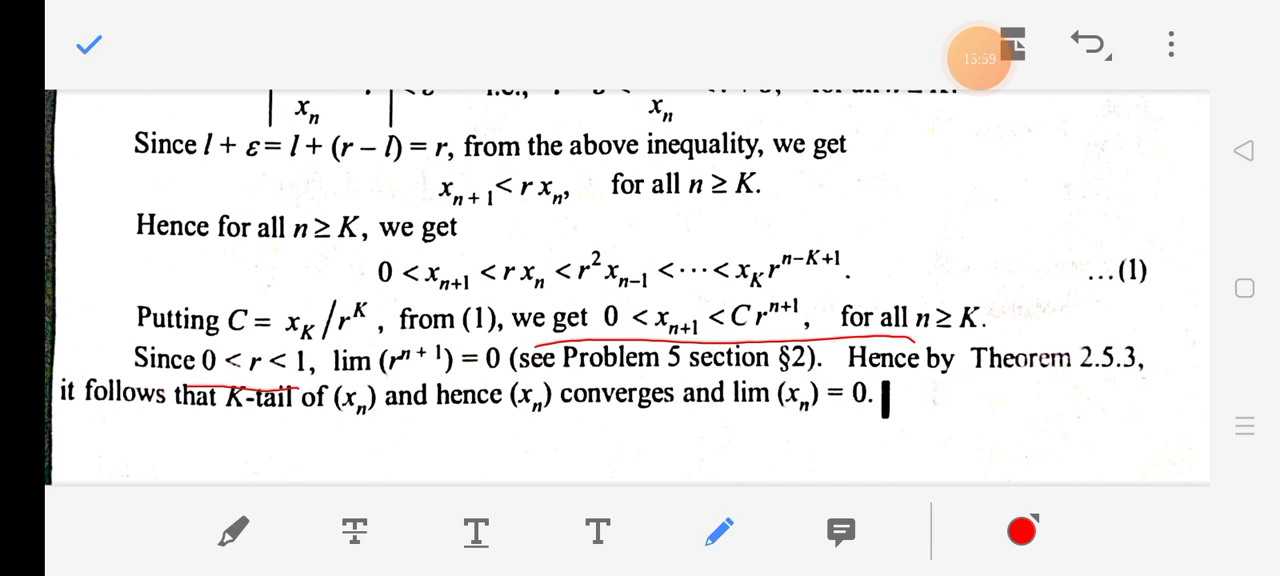 15:59
x_n
x_n
Since l + ε = l + (r − l) = r, from the above inequality, we get
x_{n+1} < r x_n, for all n ≥ K.
Hence for all n ≥ K, we get
0 < x_{n+1} < r x_n < r^2 x_{n−1} < ⋯ < x_K r^{n−K+1}. ...(1)
Putting C = x_K / r^K , from (1), we get 0 < x_{n+1} < C r^{n+1}, for all n ≥ K.
Since 0 < r < 1, lim (r^{n + 1}) = 0 (see Problem 5 section §2). Hence by Theorem 2.5.3,
it follows that K-tail of (x_n) and hence (x_n) converges and lim (x_n) = 0.
T
T
T